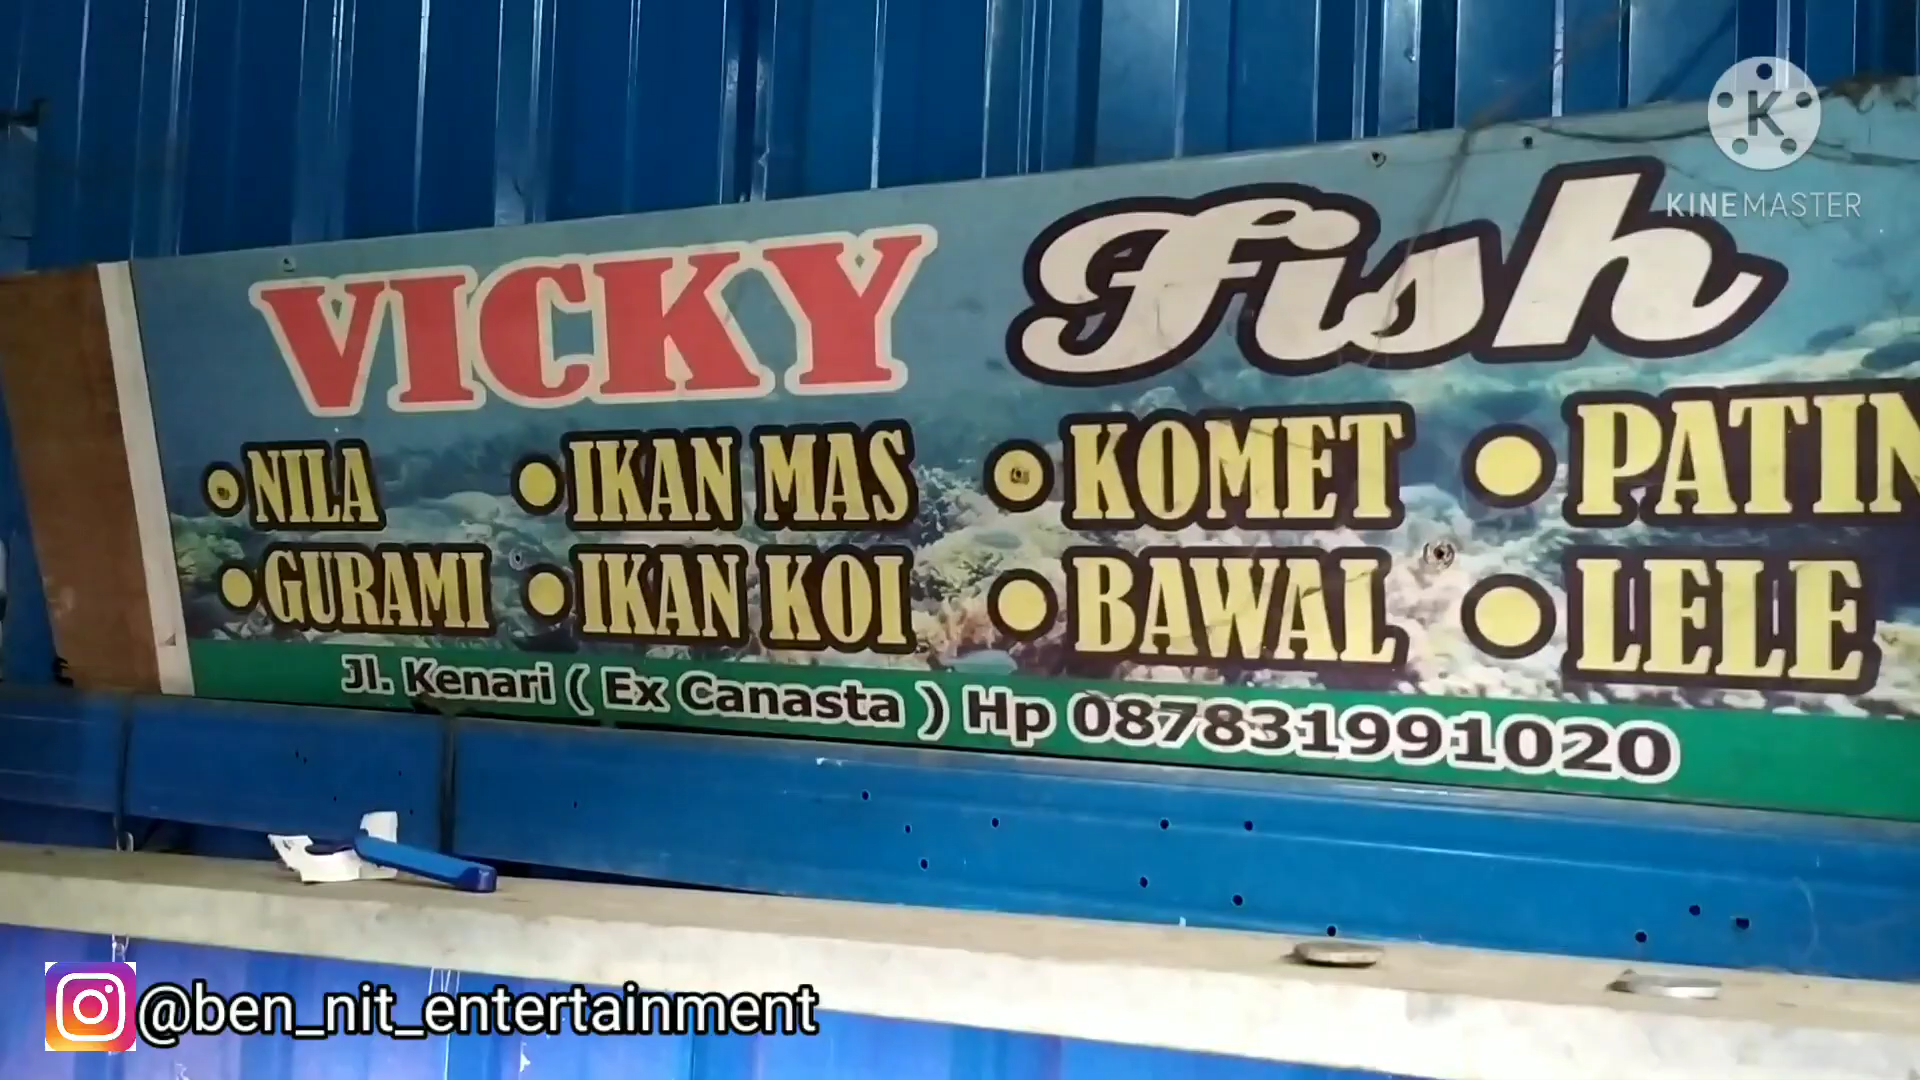 K
KINEMASTER
VICKY Fish
• NILA • IKAN MAS • KOMET • PATIN
• GURAMI • IKAN KOI • BAWAL • LELE
Jl. Kenari ( Ex Canasta ) Hp 087831991020
@ben_nit_entertainment